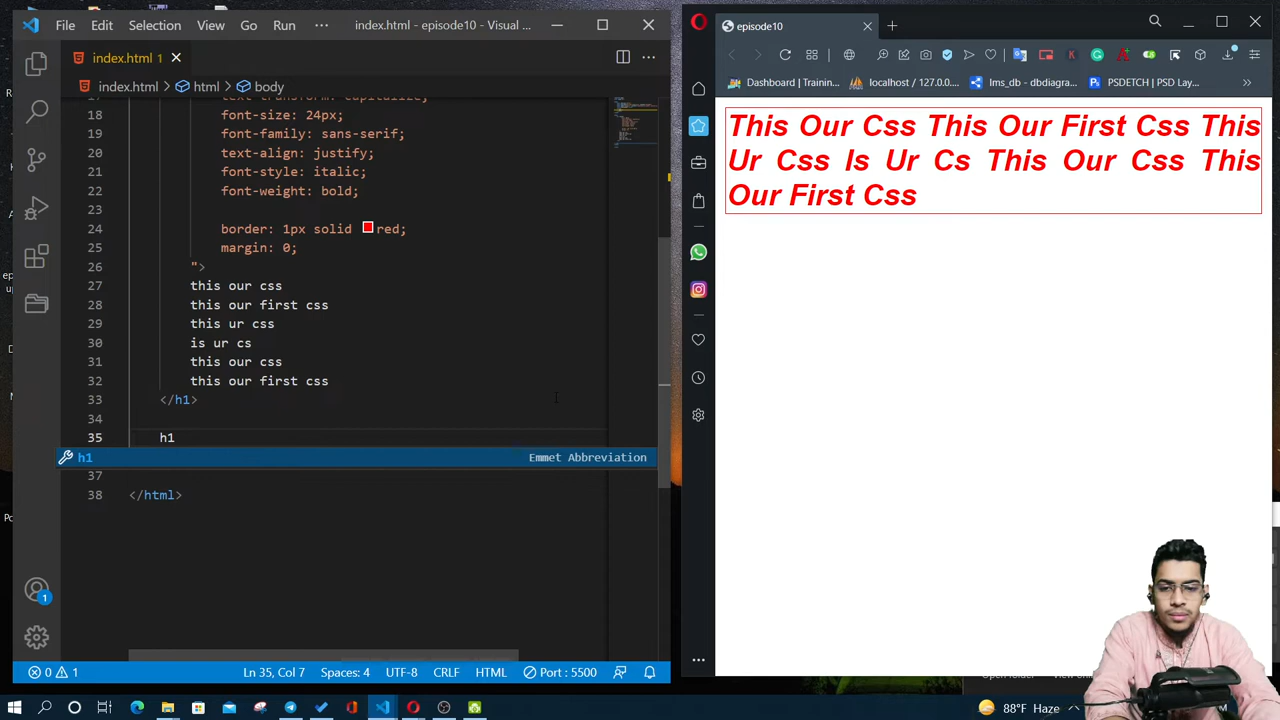 File Edit Selection View Go Run ··· index.html - episode10 - Visual ...
index.html 1
index.html > html > body
17 text-transform: capitalize;
18 font-size: 24px;
19 font-family: sans-serif;
20 text-align: justify;
21 font-style: italic;
22 font-weight: bold;
23
24 border: 1px solid red;
25 margin: 0;
26 ">
27 this our css
28 this our first css
29 this ur css
30 is ur cs
31 this our css
32 this our first css
33 </h1>
34
35 h1
h1 Emmet Abbreviation
37
38 </html>
1
0 1 Ln 35, Col 7 Spaces: 4 UTF-8 CRLF HTML Port : 5500
episode10
Dashboard | Trainin... localhost / 127.0.0.... lms_db - dbdiagra... PSDETCH | PSD Lay...
This Our Css This Our First Css This
Ur Css Is Ur Cs This Our Css This
Our First Css
88°F Haze